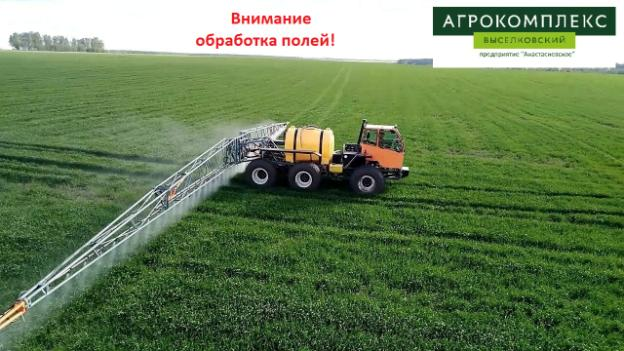 Внимание
обработка полей!
АГРОКОМПЛЕКС
ВЫСЕЛКОВСКИЙ
предприятие "Анастасиевское"